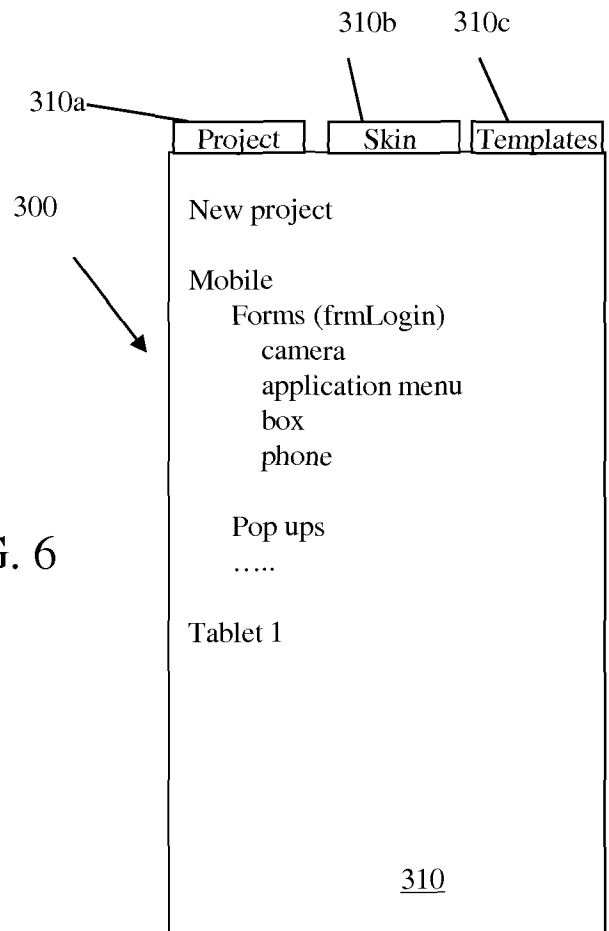 310b 310c
310a
Project Skin Templates
300
New project
Mobile
Forms (frmLogin)
camera
application menu
box
phone
Pop ups
.....
Tablet 1
310